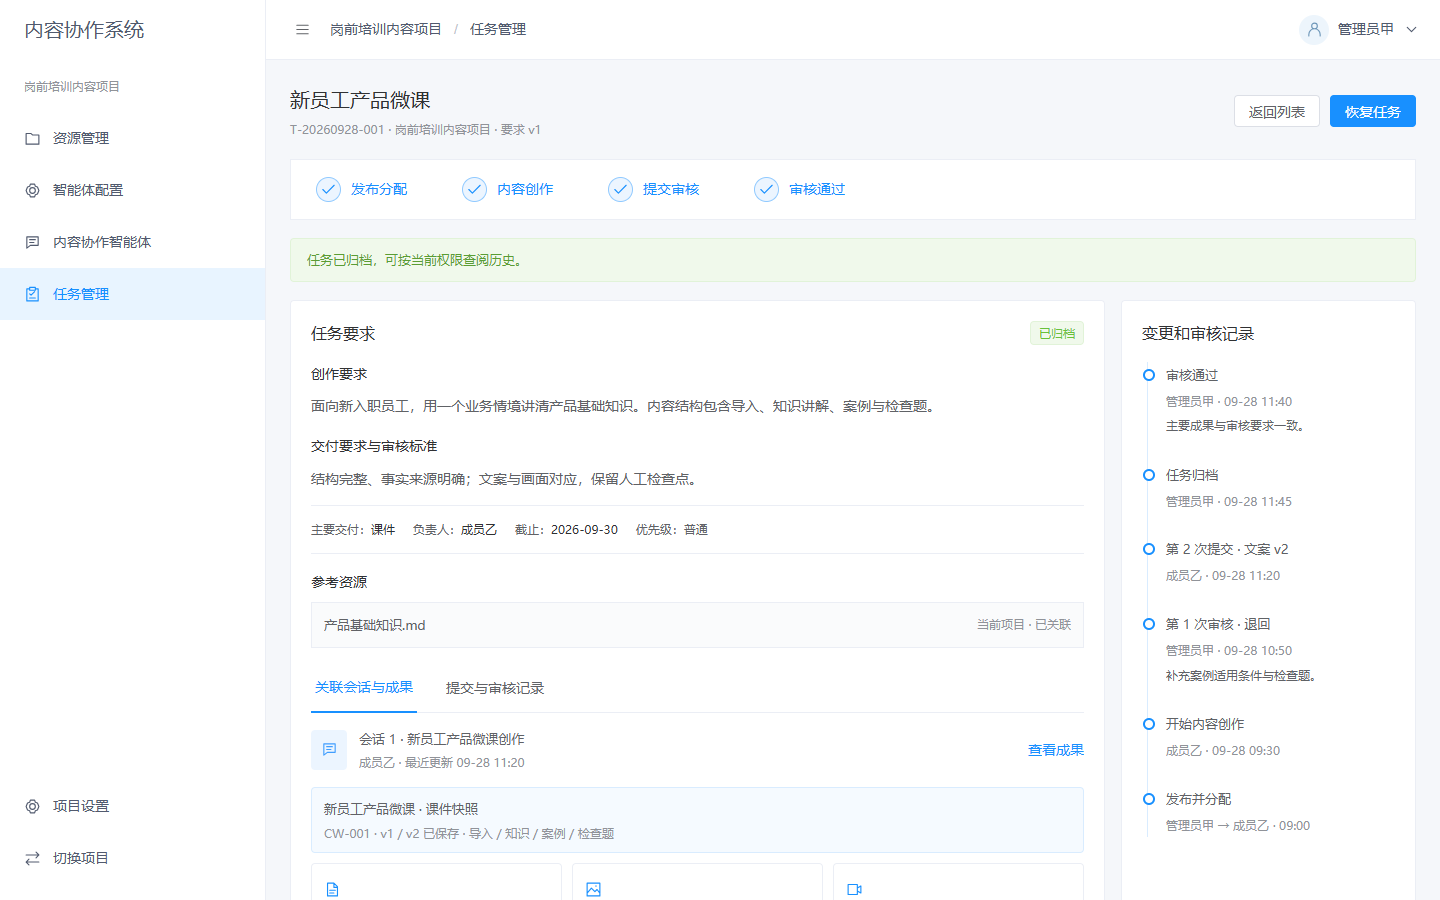 内容协作系统
岗前培训内容项目
资源管理
智能体配置
内容协作智能体
任务管理
项目设置
切换项目
岗前培训内容项目 / 任务管理
管理员甲
新员工产品微课
T-20260928-001 · 岗前培训内容项目 · 要求 v1
返回列表
恢复任务
发布分配
内容创作
提交审核
审核通过
任务已归档，可按当前权限查阅历史。
任务要求
已归档
创作要求
面向新入职员工，用一个业务情境讲清产品基础知识。内容结构包含导入、知识讲解、案例与检查题。
交付要求与审核标准
结构完整、事实来源明确；文案与画面对应，保留人工检查点。
主要交付：课件 负责人：成员乙 截止：2026-09-30 优先级：普通
参考资源
产品基础知识.md
当前项目 · 已关联
关联会话与成果
提交与审核记录
会话 1 · 新员工产品微课创作
成员乙 · 最近更新 09-28 11:20
查看成果
新员工产品微课 · 课件快照
CW-001 · v1 / v2 已保存 · 导入 / 知识 / 案例 / 检查题
变更和审核记录
审核通过
管理员甲 · 09-28 11:40
主要成果与审核要求一致。
任务归档
管理员甲 · 09-28 11:45
第 2 次提交 · 文案 v2
成员乙 · 09-28 11:20
第 1 次审核 · 退回
管理员甲 · 09-28 10:50
补充案例适用条件与检查题。
开始内容创作
成员乙 · 09-28 09:30
发布并分配
管理员甲 → 成员乙 · 09:00